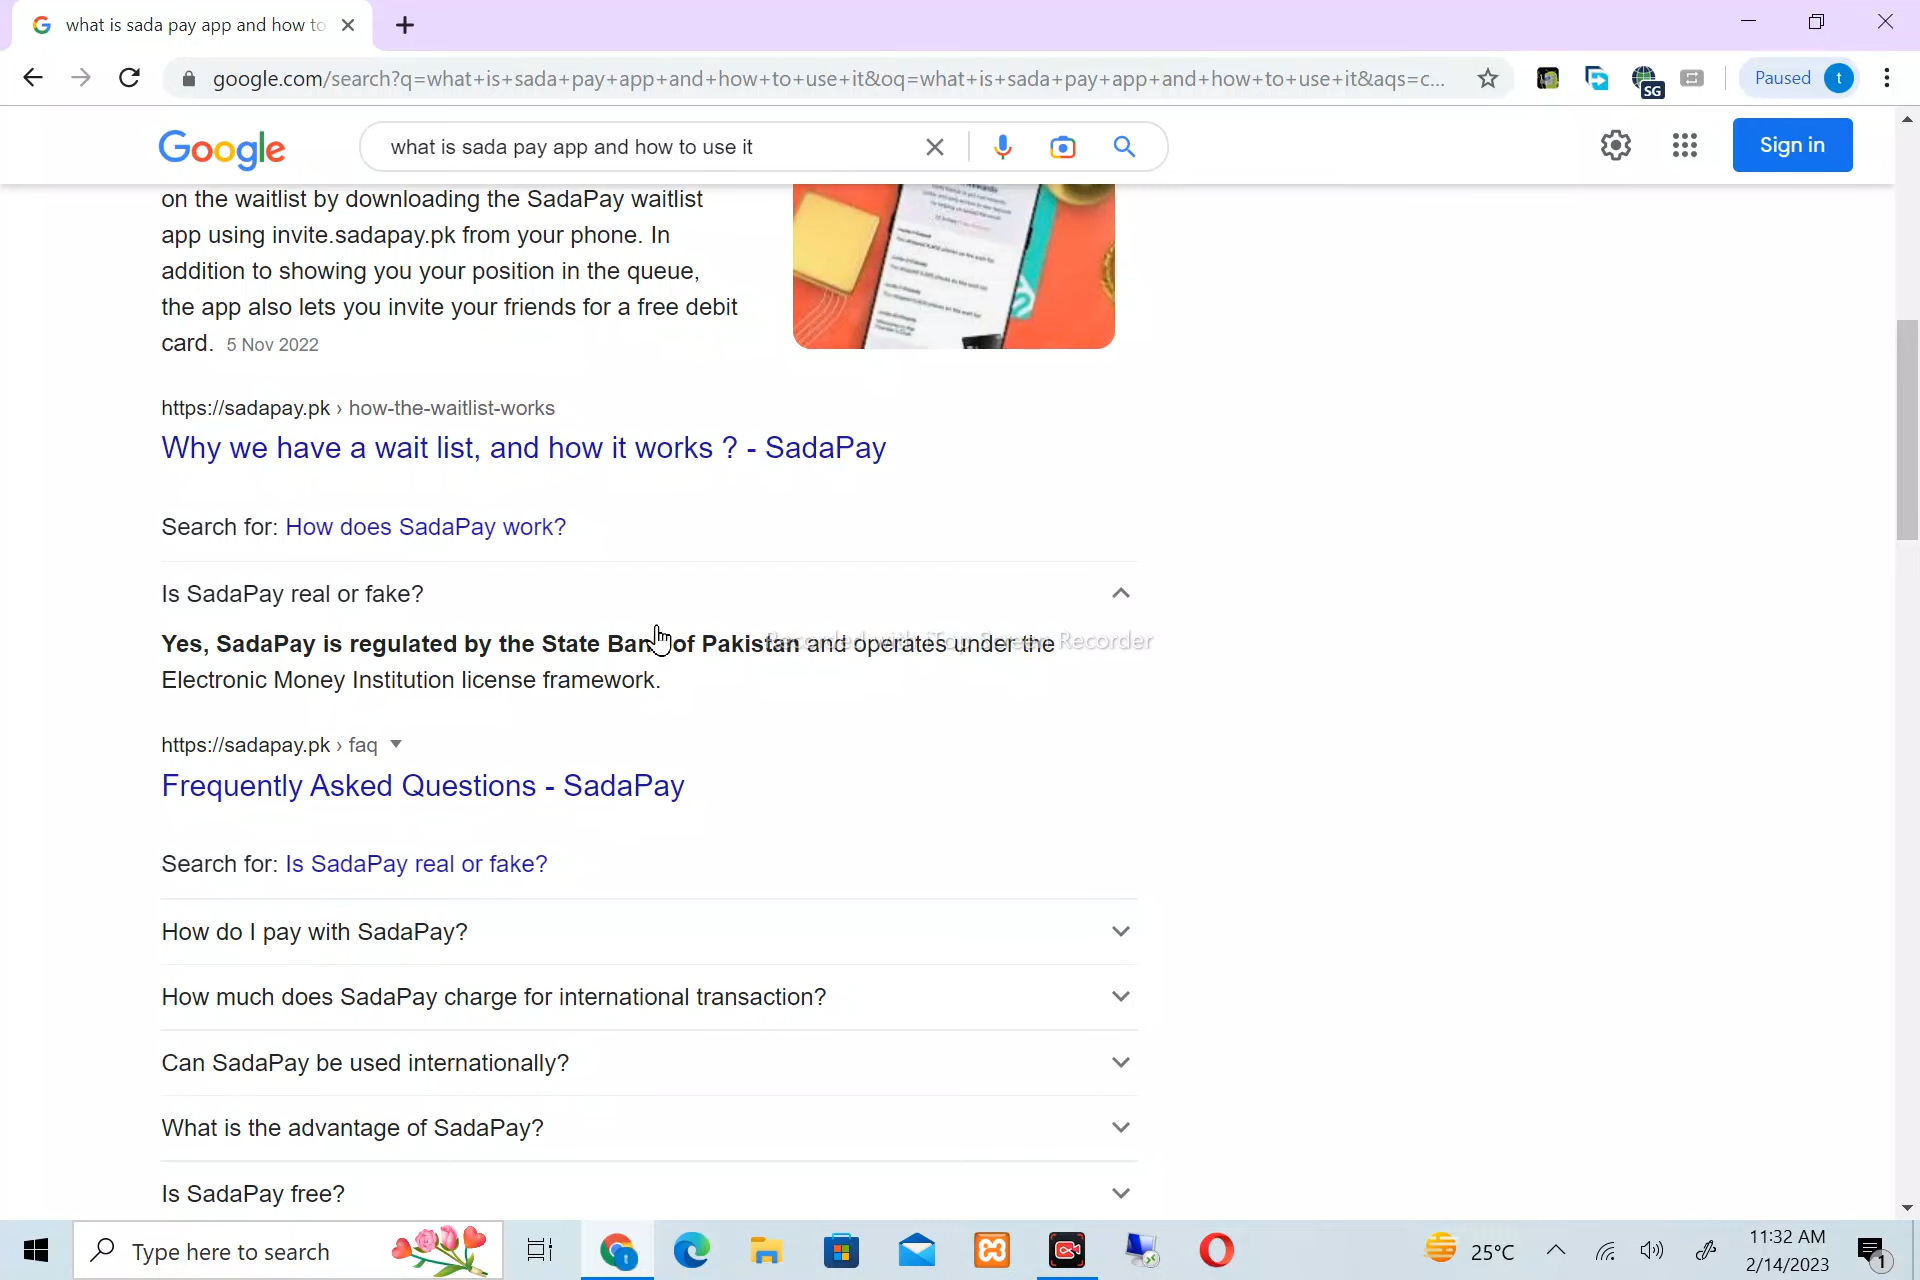 what is sada pay app and how to
google.com/search?q=what+is+sada+pay+app+and+how+to+use+it&oq=what+is+sada+pay+app+and+how+to+use+it&aqs=c...
SG
Paused
t
Google
what is sada pay app and how to use it
Sign in
on the waitlist by downloading the SadaPay waitlist
app using invite.sadapay.pk from your phone. In
addition to showing you your position in the queue,
the app also lets you invite your friends for a free debit
card. 5 Nov 2022
https://sadapay.pk › how-the-waitlist-works
Why we have a wait list, and how it works ? - SadaPay
Search for: How does SadaPay work?
Is SadaPay real or fake?
Yes, SadaPay is regulated by the State Bank of Pakistan and operates under the
Recorded with iTop Screen Recorder
Electronic Money Institution license framework.
https://sadapay.pk › faq
Frequently Asked Questions - SadaPay
Search for: Is SadaPay real or fake?
How do I pay with SadaPay?
How much does SadaPay charge for international transaction?
Can SadaPay be used internationally?
What is the advantage of SadaPay?
Is SadaPay free?
Type here to search
25°C
11:32 AM
2/14/2023
1